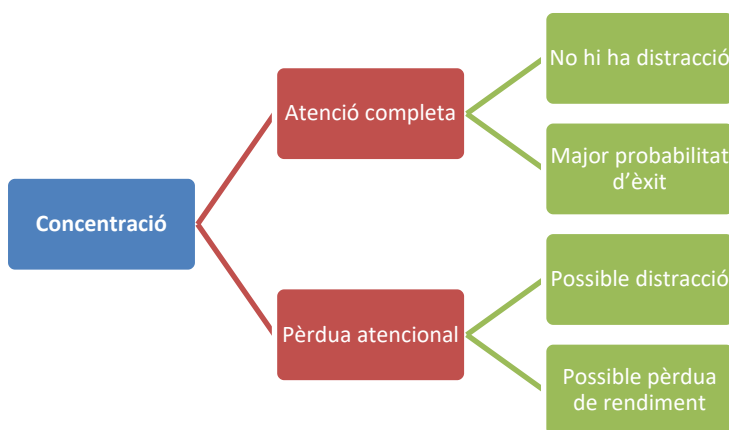 No hi ha distracció
Atenció completa
Major probabilitat
d'èxit
Concentració
Possible distracció
Pèrdua atencional
Possible pèrdua
de rendiment